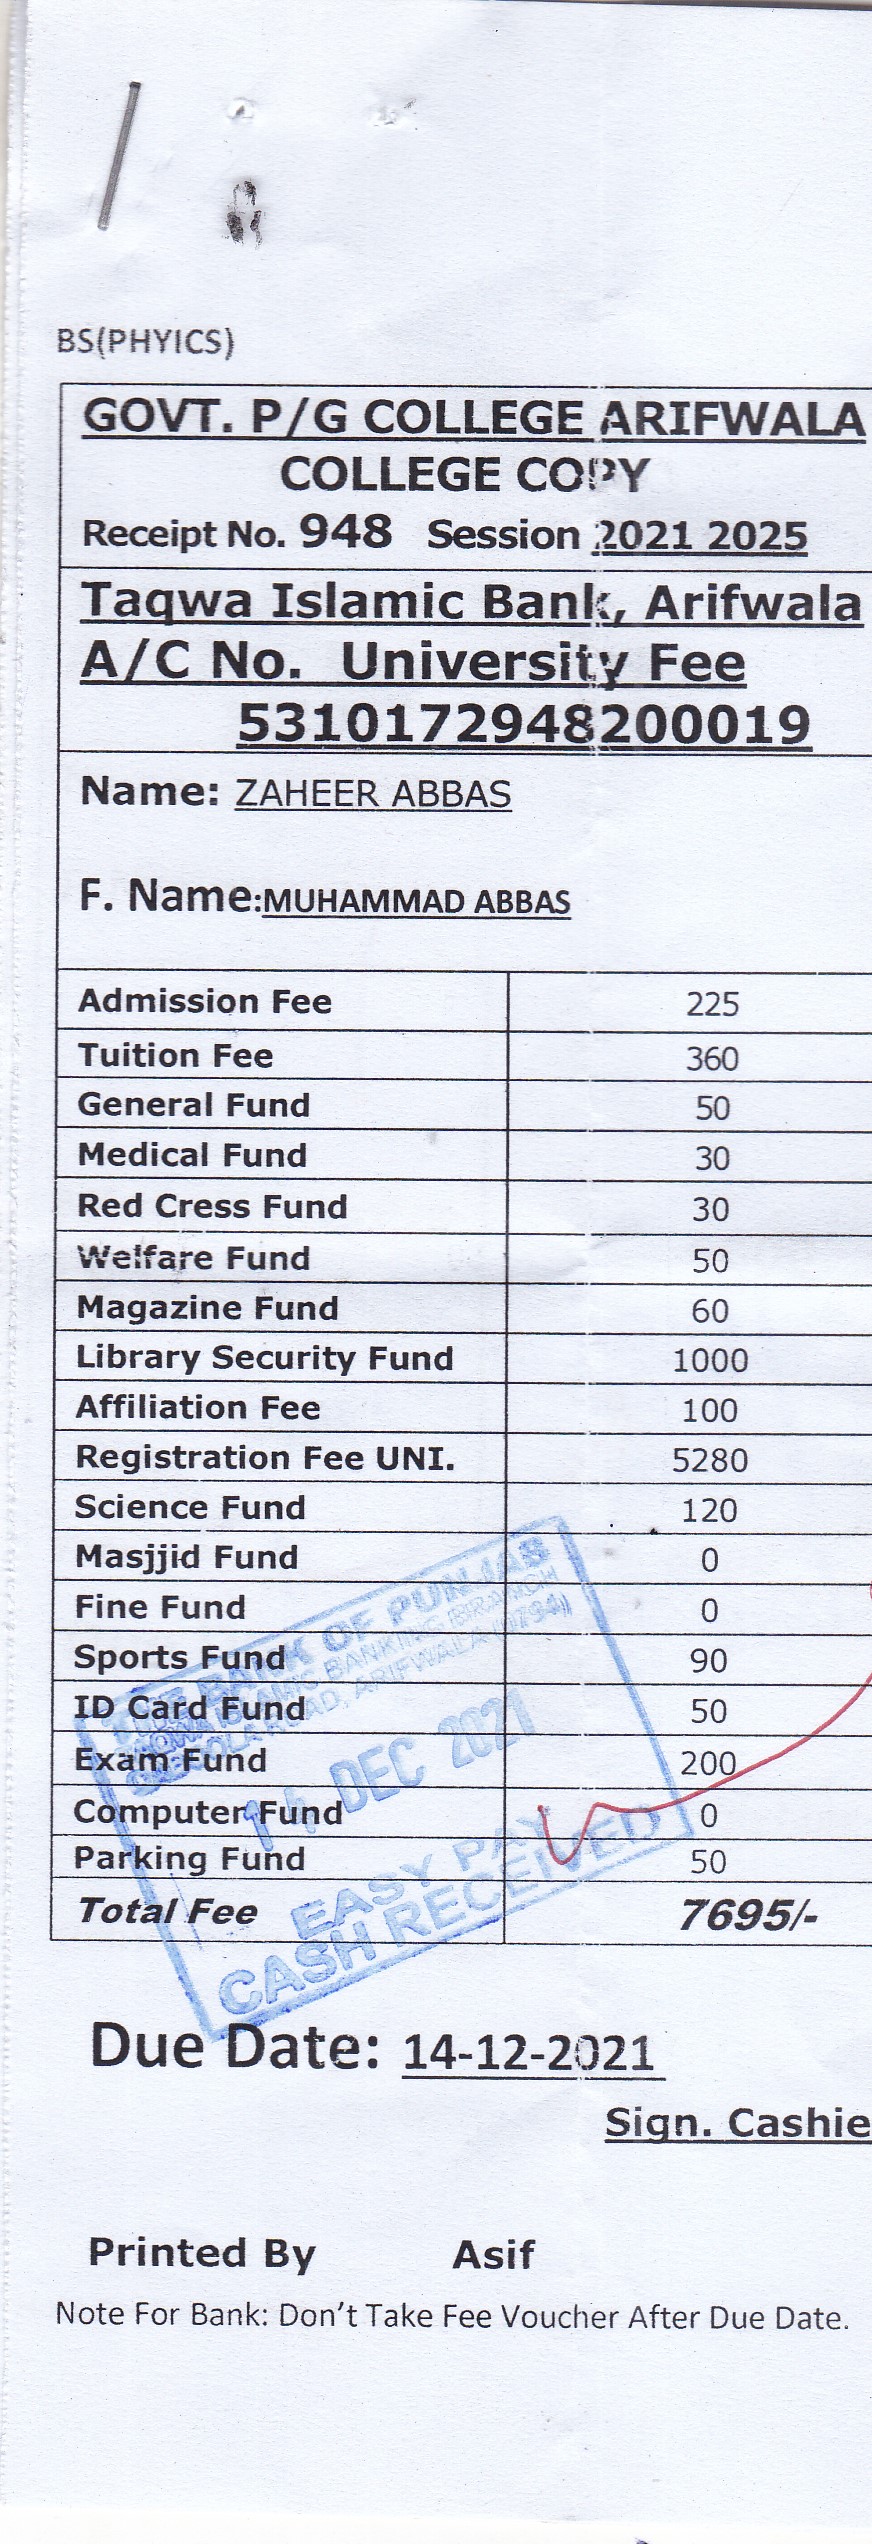 BS(PHYICS)
GOVT. P/G COLLEGE ARIFWALA
COLLEGE COPY
Receipt No. 948 Session 2021 2025
Taqwa Islamic Bank, Arifwala
A/C No. University Fee
5310172948200019
Name: ZAHEER ABBAS
F. Name:MUHAMMAD ABBAS
Admission Fee 225
Tuition Fee 360
General Fund 50
Medical Fund 30
Red Cress Fund 30
Welfare Fund 50
Magazine Fund 60
Library Security Fund 1000
Affiliation Fee 100
Registration Fee UNI. 5280
Science Fund 120
Masjjid Fund 0
Fine Fund 0
Sports Fund 90
ID Card Fund 50
Exam Fund 200
Computer Fund 0
Parking Fund 50
Total Fee 7695/-
THE BANK OF PUNJAB
TAQWA ISLAMIC BANKING BRANCH
ROAD, ARIFWALA (0794)
14 DEC 2021
EASY PAY
CASH RECEIVED
Due Date: 14-12-2021
Sign. Cashie
Printed By Asif
Note For Bank: Don't Take Fee Voucher After Due Date.